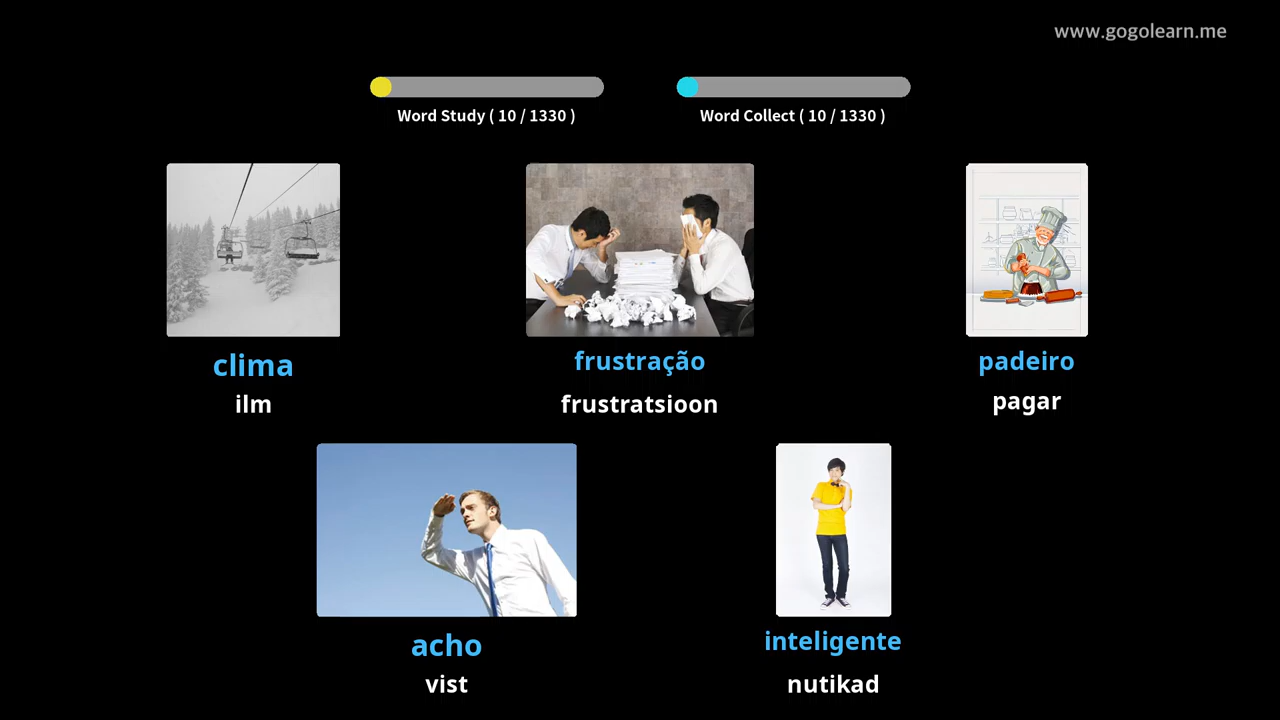 www.gogolearn.me
Word Study ( 10 / 1330 )
Word Collect ( 10 / 1330 )
clima
ilm
frustração
frustratsioon
padeiro
pagar
acho
vist
inteligente
nutikad